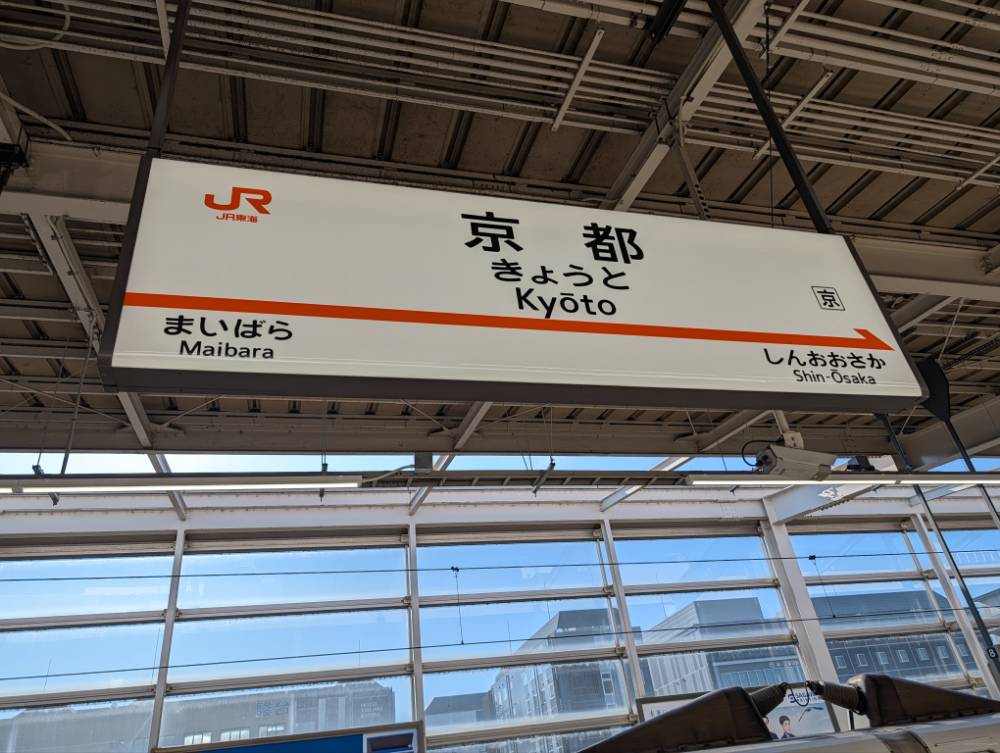 JR
JR東海
京都
きょうと
Kyōto
京
まいばら
Maibara
しんおおさか
Shin-Ōsaka